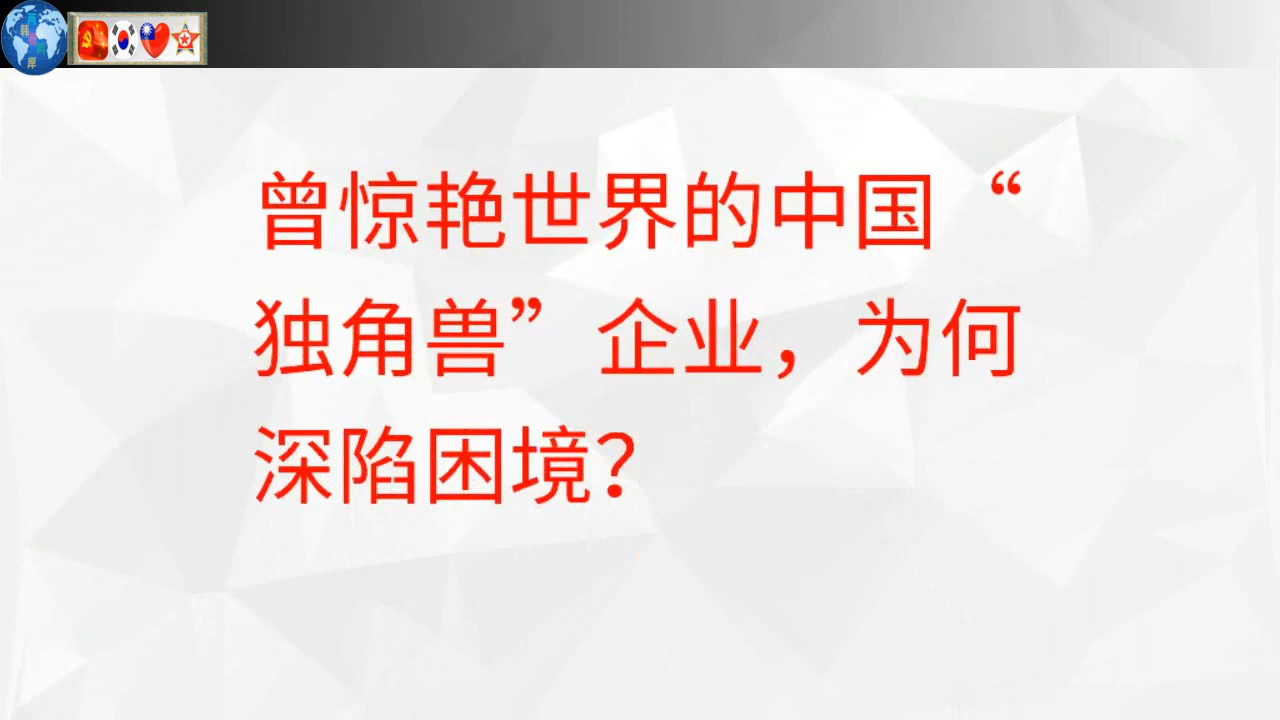 曾惊艳世界的中国“
独角兽”企业，为何
深陷困境？